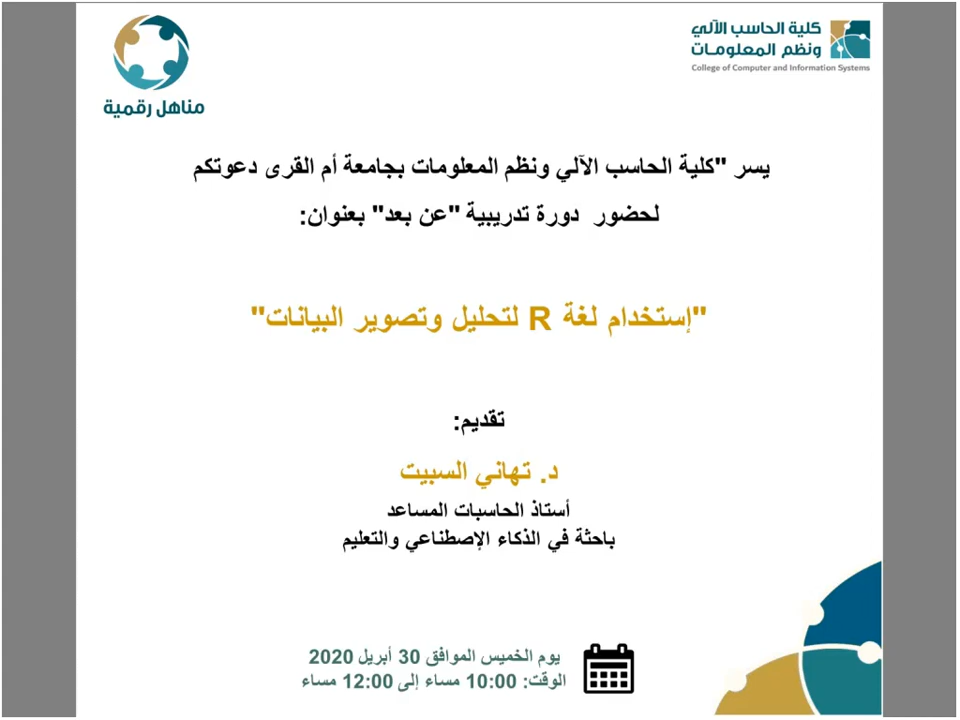 كلية الحاسب الآلي
ونظم المعلومات
College of Computer and Information Systems
مناهل رقمية
يسر "كلية الحاسب الآلي ونظم المعلومات بجامعة أم القرى دعوتكم
لحضور دورة تدريبية "عن بعد" بعنوان:
"إستخدام لغة R لتحليل وتصوير البيانات"
تقديم:
د. تهاني السبيت
أستاذ الحاسبات المساعد
باحثة في الذكاء الإصطناعي والتعليم
يوم الخميس الموافق 30 أبريل 2020
الوقت: 10:00 مساء إلى 12:00 مساء